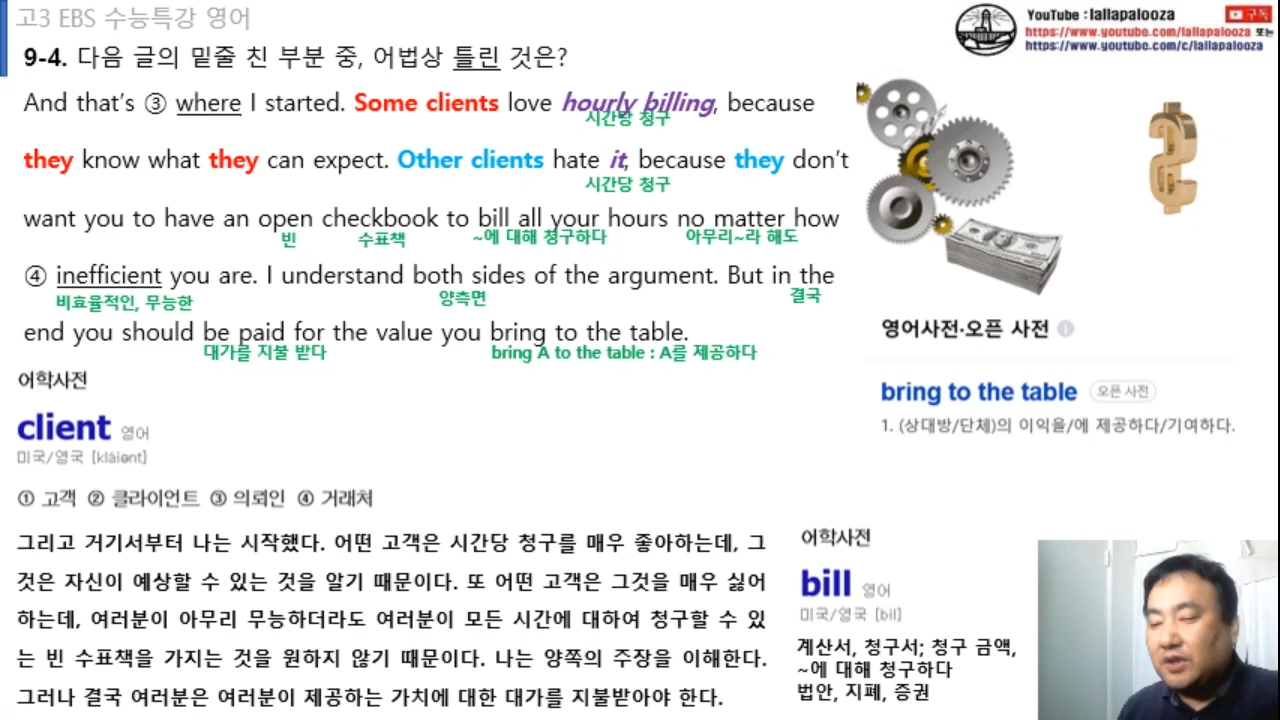 고3 EBS 수능특강 영어
YouTube : lallapalooza
구독
https://www.youtube.com/lallapalooza 또는
https://www.youtube.com/c/lallapalooza
9-4. 다음 글의 밑줄 친 부분 중, 어법상 틀린 것은?
And that's ③ where I started. Some clients love hourly billing, because
시간당 청구
they know what they can expect. Other clients hate it, because they don't
시간당 청구
want you to have an open checkbook to bill all your hours no matter how
빈 수표책 ~에 대해 청구하다 아무리~라 해도
④ inefficient you are. I understand both sides of the argument. But in the
비효율적인, 무능한 양측면 결국
end you should be paid for the value you bring to the table.
대가를 지불 받다 bring A to the table : A를 제공하다
영어사전·오픈 사전
bring to the table 오픈 사전
1. (상대방/단체)의 이익을/에 제공하다/기여하다.
어학사전
client 영어
미국/영국 [kláiənt]
① 고객 ② 클라이언트 ③ 의뢰인 ④ 거래처
그리고 거기서부터 나는 시작했다. 어떤 고객은 시간당 청구를 매우 좋아하는데, 그
것은 자신이 예상할 수 있는 것을 알기 때문이다. 또 어떤 고객은 그것을 매우 싫어
하는데, 여러분이 아무리 무능하더라도 여러분이 모든 시간에 대하여 청구할 수 있
는 빈 수표책을 가지는 것을 원하지 않기 때문이다. 나는 양쪽의 주장을 이해한다.
그러나 결국 여러분은 여러분이 제공하는 가치에 대한 대가를 지불받아야 한다.
어학사전
bill 영어
미국/영국 [bil]
계산서, 청구서; 청구 금액,
~에 대해 청구하다
법안, 지폐, 증권